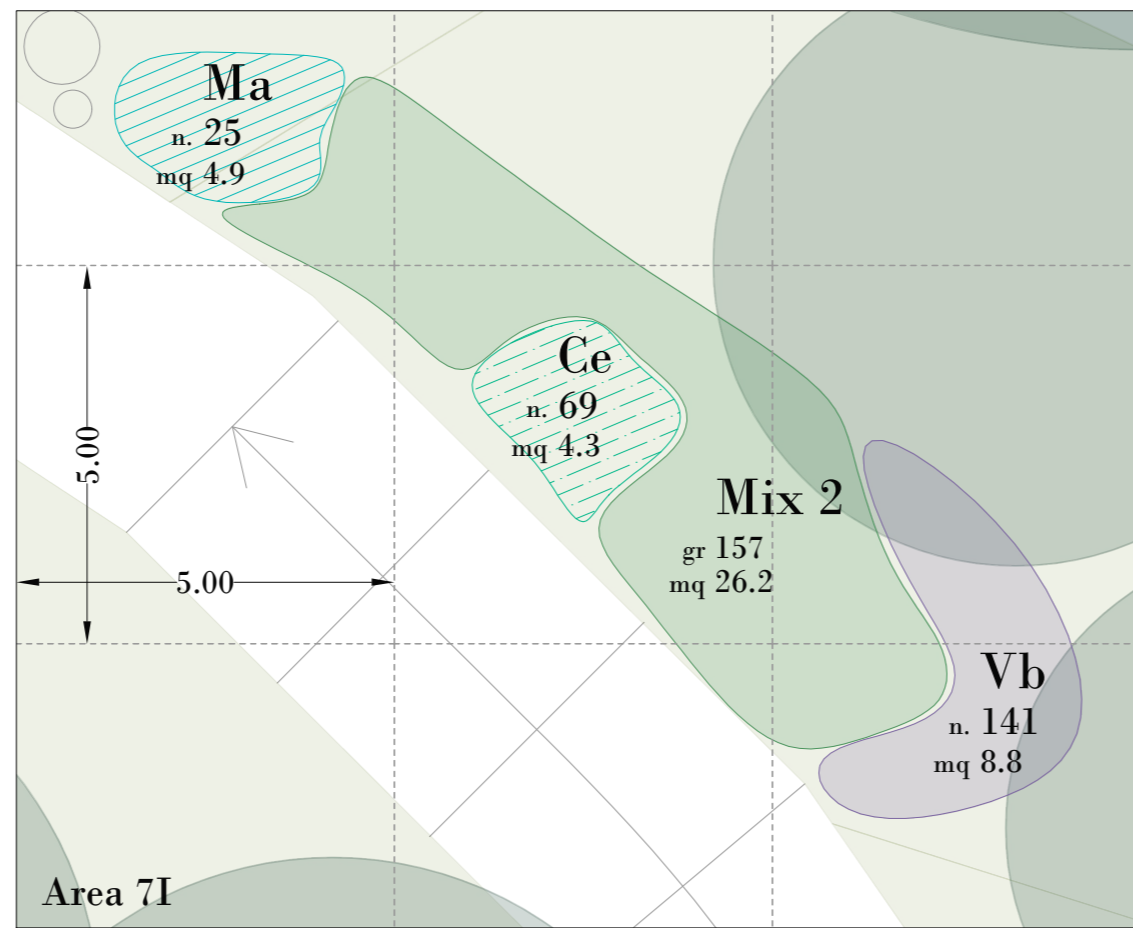 Ma
n. 25
mq 4.9
Ce
n. 69
mq 4.3
5.00
Mix 2
gr 157
mq 26.2
5.00
Vb
n. 141
mq 8.8
Area 7I